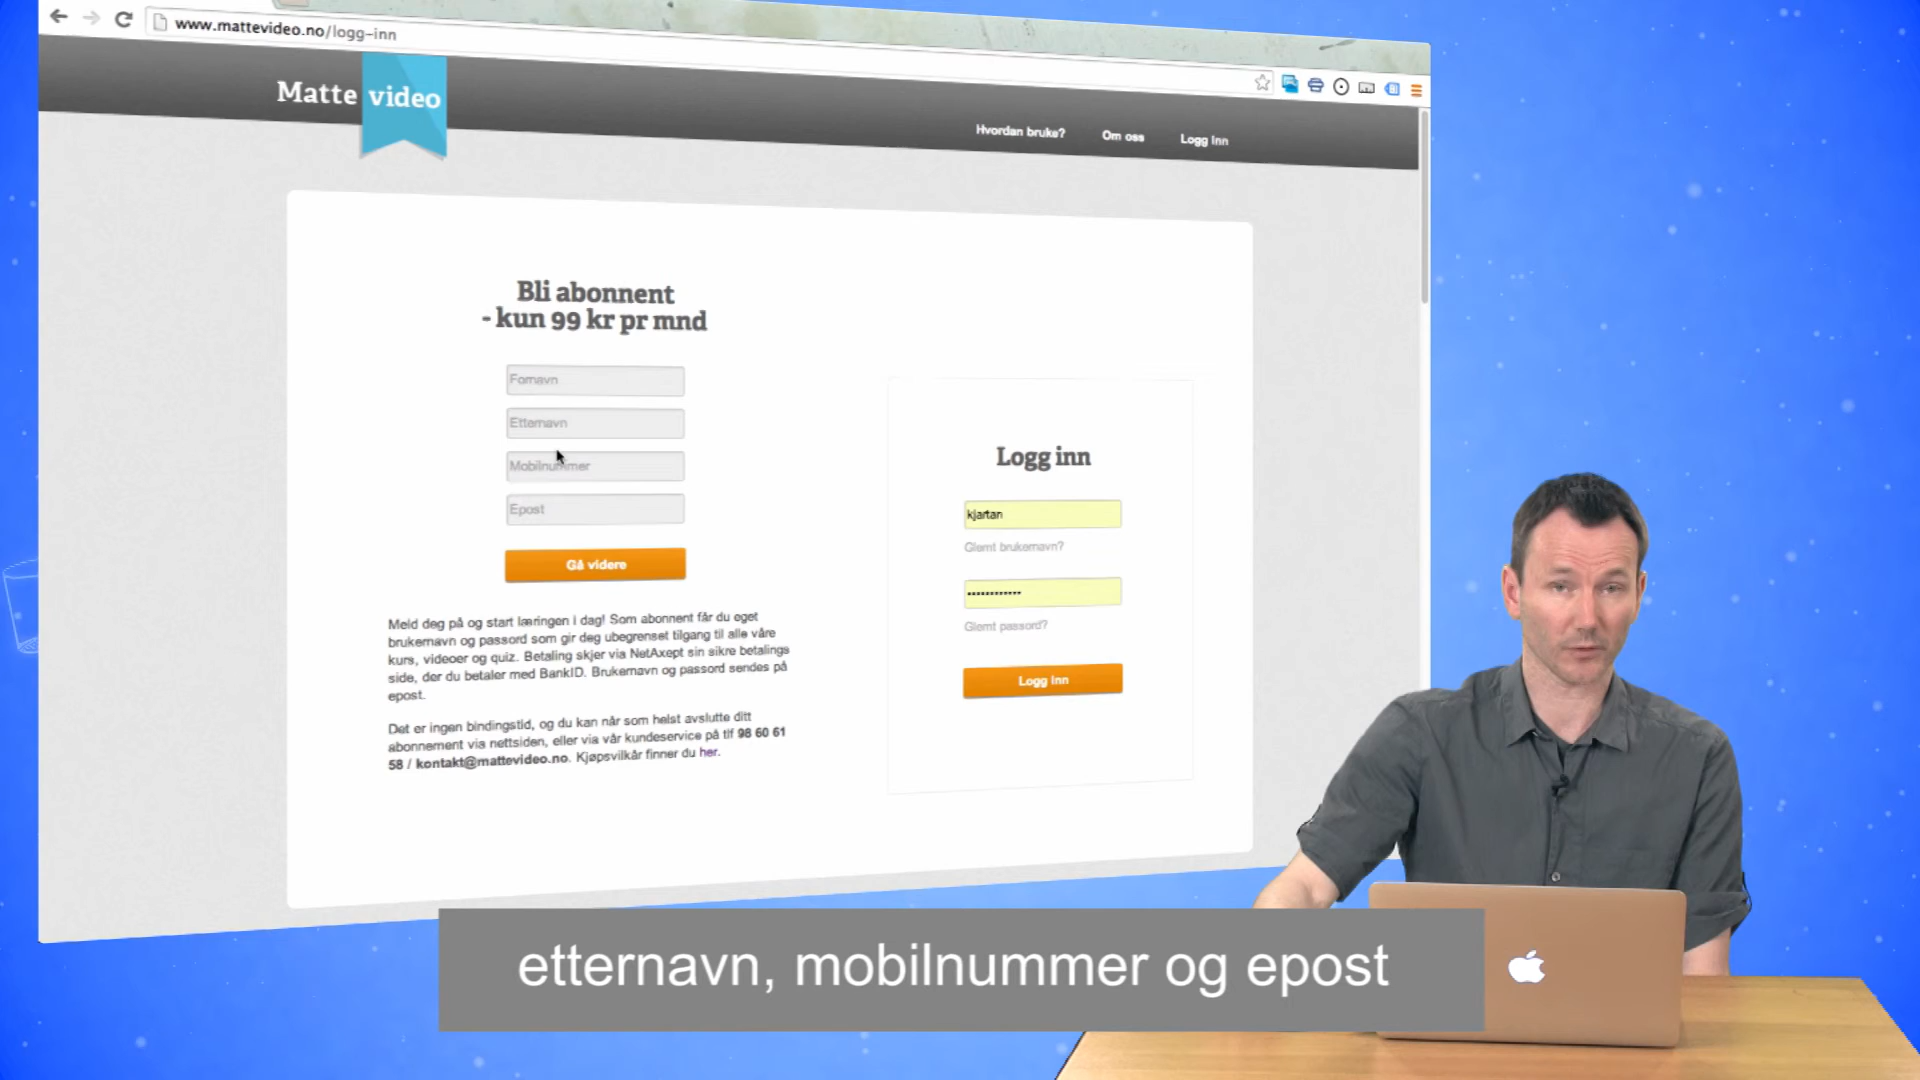 www.mattevideo.no/logg-inn
Matte video
Hvordan bruke?
Om oss
Logg Inn
Bli abonnent
- kun 99 kr pr mnd
Fornavn
Etternavn
Mobilnummer
Epost
Gå videre
Meld deg på og start læringen i dag! Som abonnent får du eget
brukernavn og passord som gir deg ubegrenset tilgang til alle våre
kurs, videoer og quiz. Betaling skjer via NetAxept sin sikre betalings
side, der du betaler med BankID. Brukernavn og passord sendes på
epost.
Det er ingen bindingstid, og du kan når som helst avslutte ditt
abonnement via nettsiden, eller via vår kundeservice på tlf 98 60 61
58 / kontakt@mattevideo.no. Kjøpsvilkår finner du her.
Logg inn
kjartan
Glemt brukernavn?
Glemt passord?
Logg Inn
etternavn, mobilnummer og epost